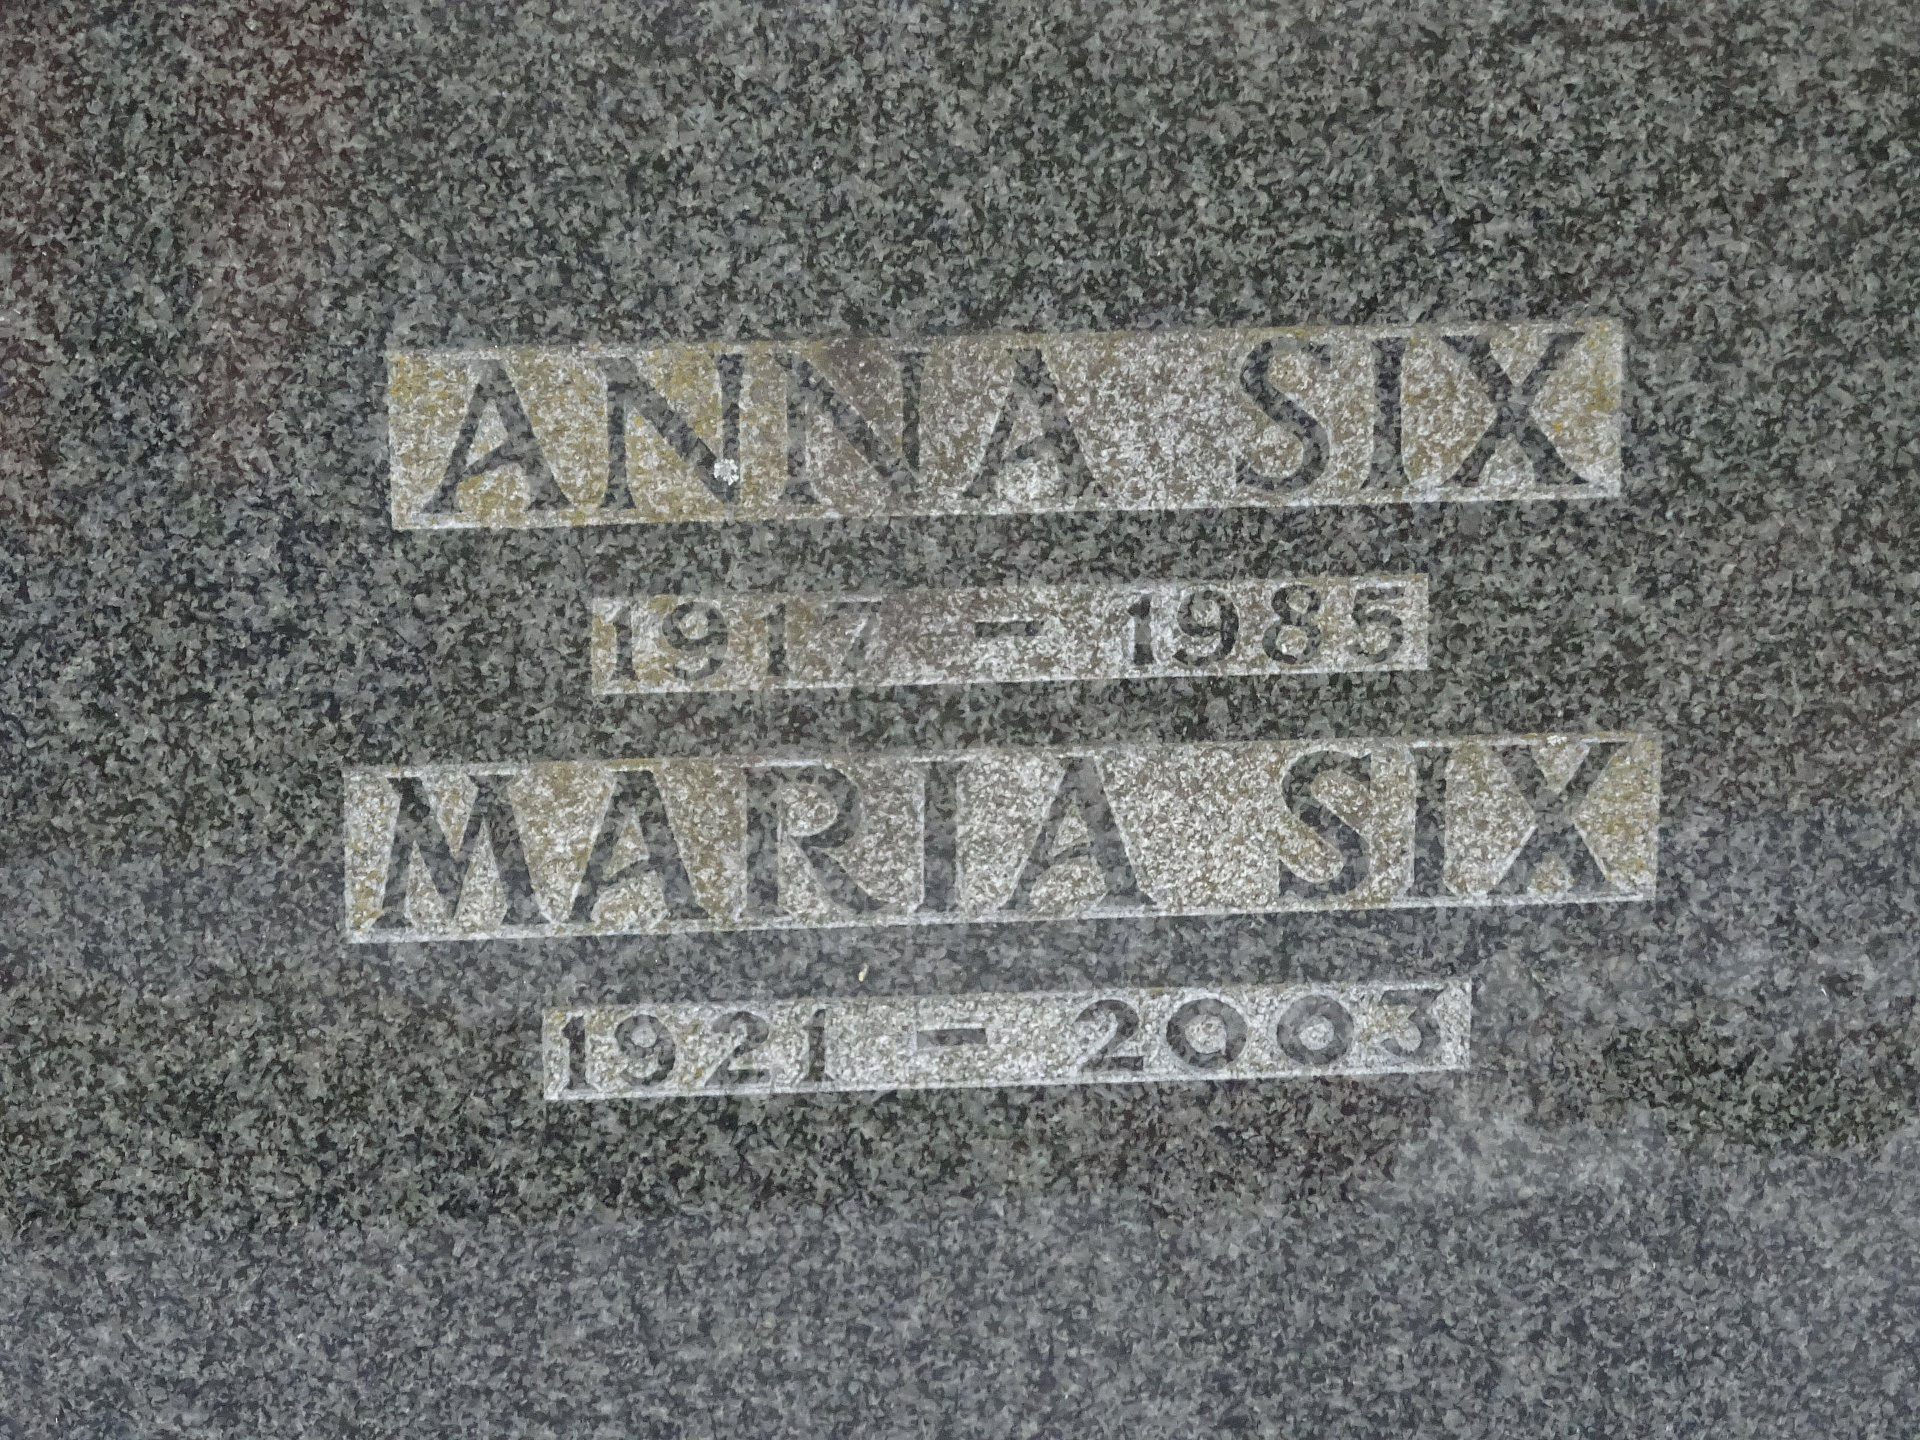 ANNA SIX
1917 - 1985
MARIA SIX
1921 - 2003